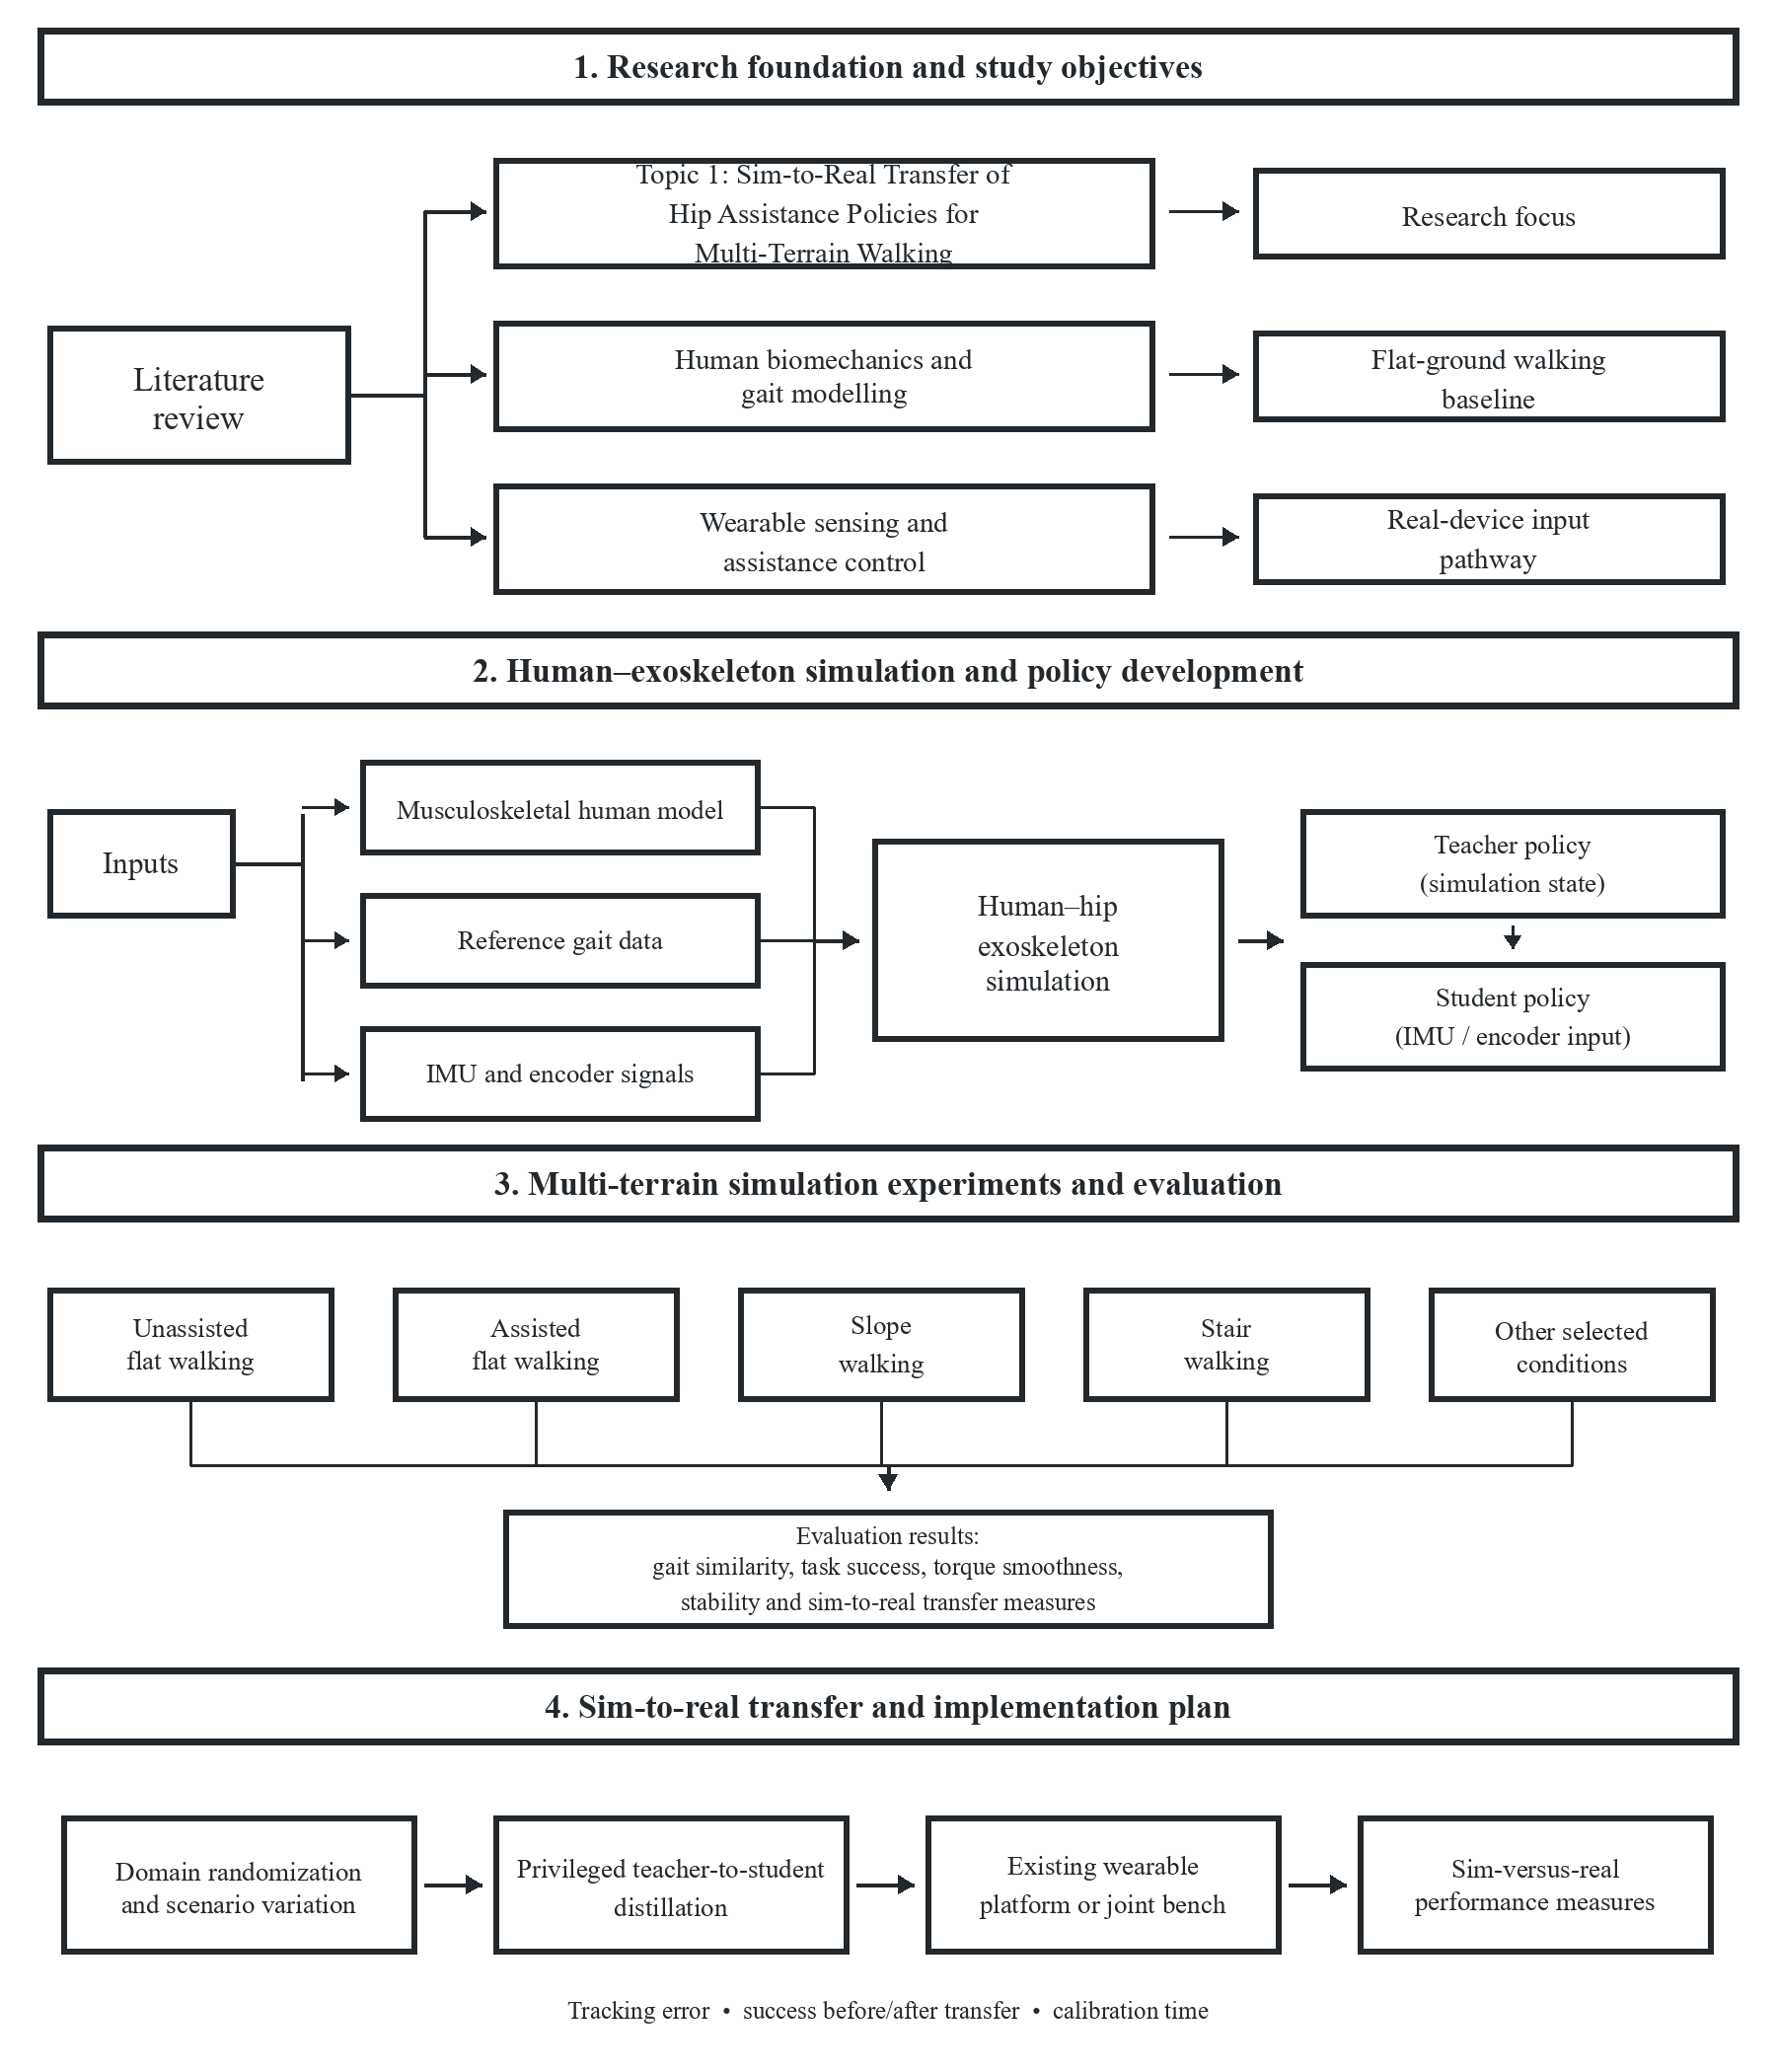 1. Research foundation and study objectives
Topic 1: Sim-to-Real Transfer of
Hip Assistance Policies for
Multi-Terrain Walking
Research focus
Literature
review
Human biomechanics and
gait modelling
Flat-ground walking
baseline
Wearable sensing and
assistance control
Real-device input
pathway
2. Human–exoskeleton simulation and policy development
Inputs
Musculoskeletal human model
Reference gait data
IMU and encoder signals
Human–hip
exoskeleton
simulation
Teacher policy
(simulation state)
Student policy
(IMU / encoder input)
3. Multi-terrain simulation experiments and evaluation
Unassisted
flat walking
Assisted
flat walking
Slope
walking
Stair
walking
Other selected
conditions
Evaluation results:
gait similarity, task success, torque smoothness,
stability and sim-to-real transfer measures
4. Sim-to-real transfer and implementation plan
Domain randomization
and scenario variation
Privileged teacher-to-student
distillation
Existing wearable
platform or joint bench
Sim-versus-real
performance measures
Tracking error • success before/after transfer • calibration time